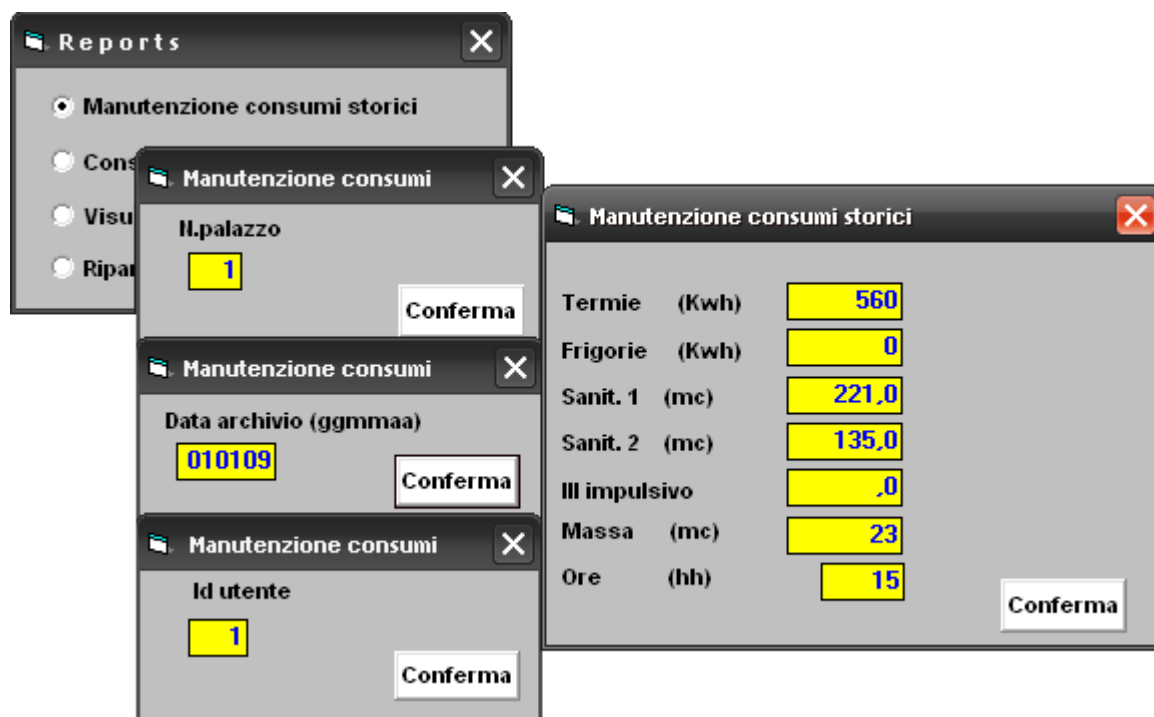 Reports
Manutenzione consumi storici
Cons
Visu
Ripar
Manutenzione consumi
N.palazzo
1
Conferma
Manutenzione consumi
Data archivio (ggmmaa)
010109
Conferma
Manutenzione consumi
Id utente
1
Conferma
Manutenzione consumi storici
Termie (Kwh) 560
Frigorie (Kwh) 0
Sanit. 1 (mc) 221,0
Sanit. 2 (mc) 135,0
III impulsivo ,0
Massa (mc) 23
Ore (hh) 15
Conferma